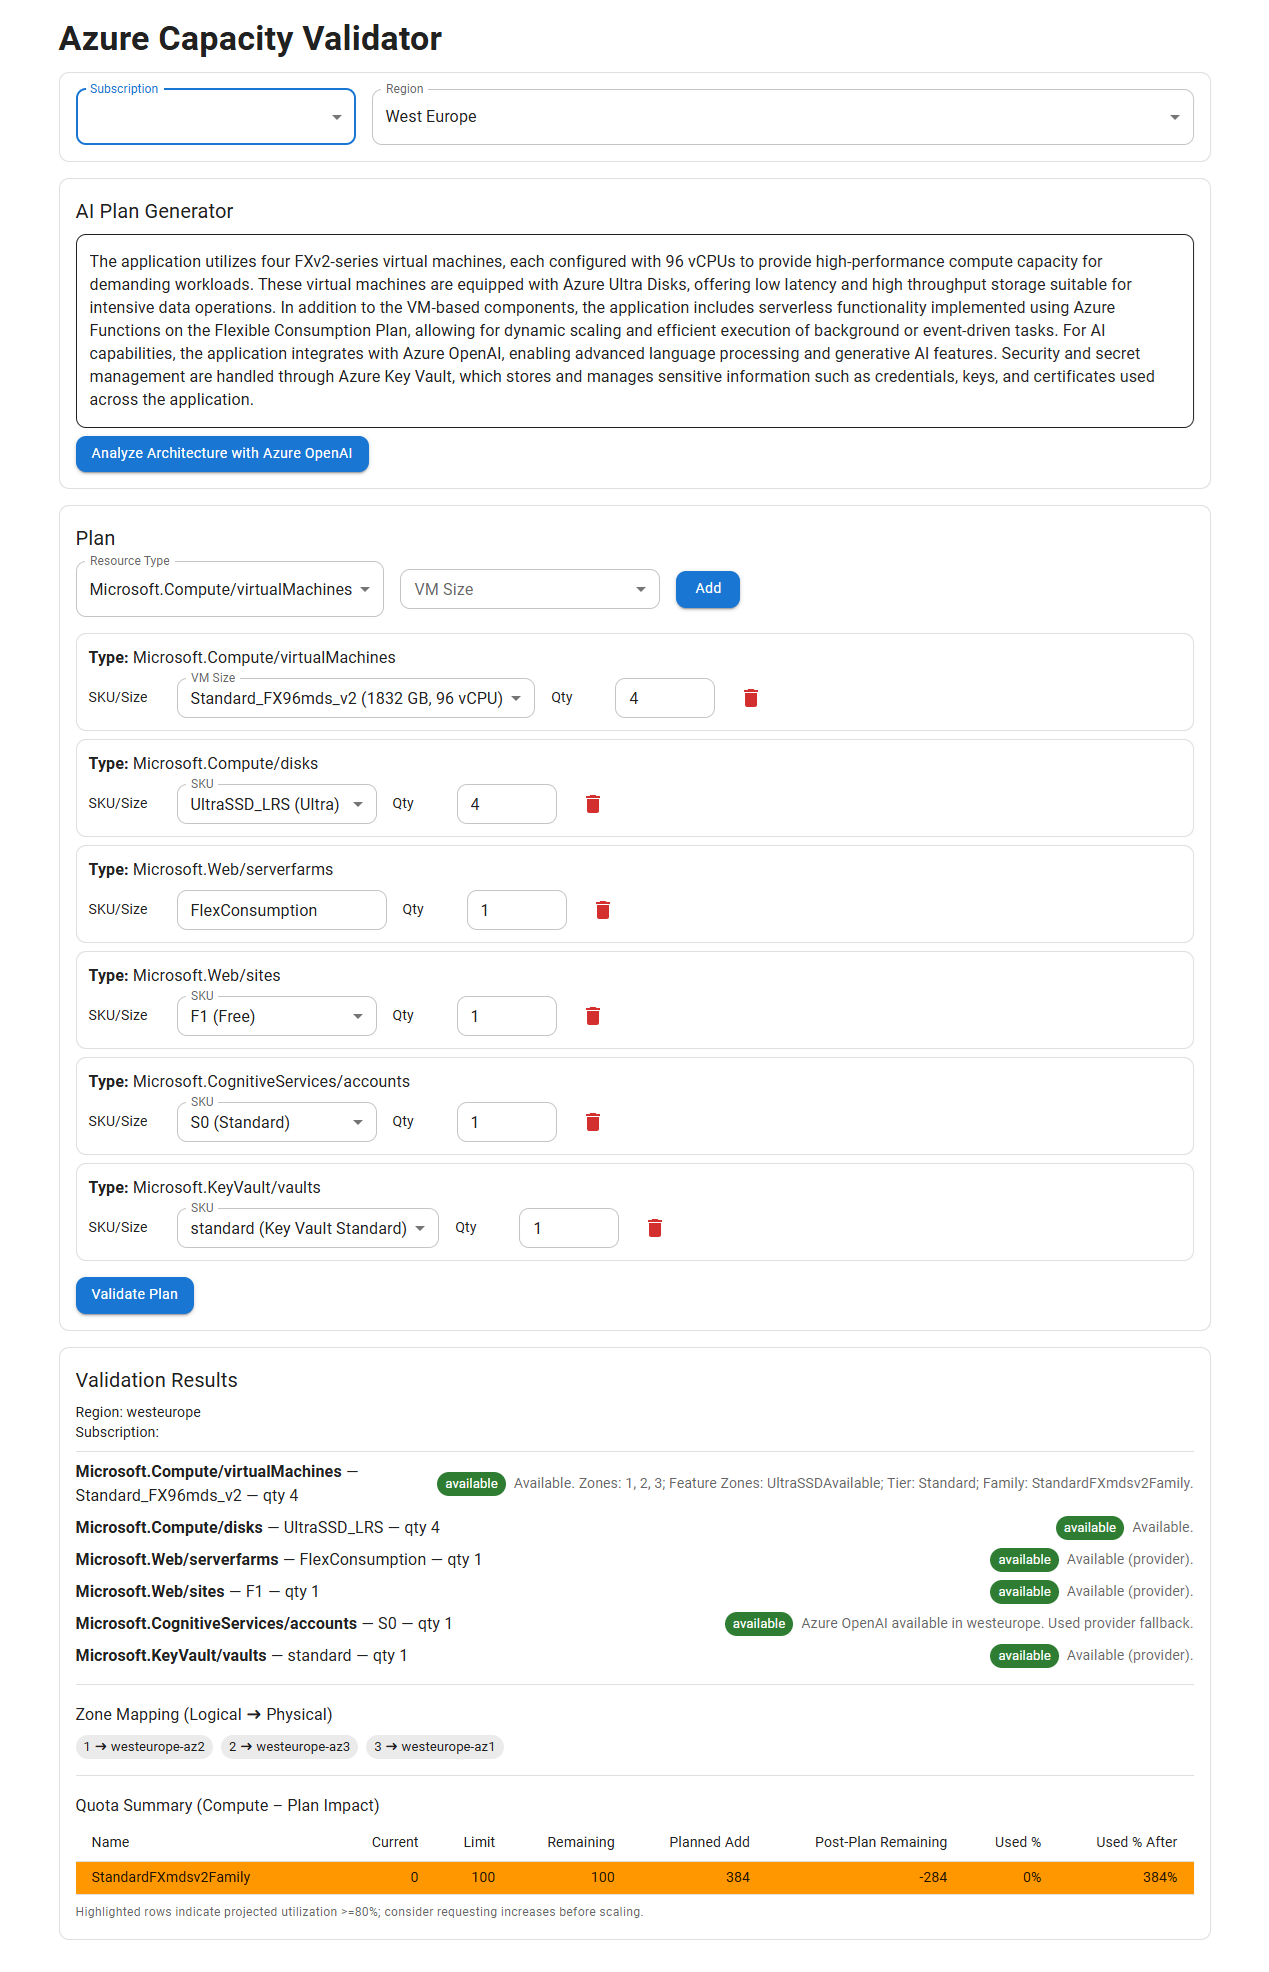 Azure Capacity Validator
Subscription
Region
West Europe
AI Plan Generator
The application utilizes four FXv2-series virtual machines, each configured with 96 vCPUs to provide high-performance compute capacity for
demanding workloads. These virtual machines are equipped with Azure Ultra Disks, offering low latency and high throughput storage suitable for
intensive data operations. In addition to the VM-based components, the application includes serverless functionality implemented using Azure
Functions on the Flexible Consumption Plan, allowing for dynamic scaling and efficient execution of background or event-driven tasks. For AI
capabilities, the application integrates with Azure OpenAI, enabling advanced language processing and generative AI features. Security and secret
management are handled through Azure Key Vault, which stores and manages sensitive information such as credentials, keys, and certificates used
across the application.
Analyze Architecture with Azure OpenAI
Plan
Resource Type
Microsoft.Compute/virtualMachines VM Size Add
Type: Microsoft.Compute/virtualMachines
VM Size
SKU/Size Standard_FX96mds_v2 (1832 GB, 96 vCPU) Qty 4
Type: Microsoft.Compute/disks
SKU
SKU/Size UltraSSD_LRS (Ultra) Qty 4
Type: Microsoft.Web/serverfarms
SKU/Size FlexConsumption Qty 1
Type: Microsoft.Web/sites
SKU
SKU/Size F1 (Free) Qty 1
Type: Microsoft.CognitiveServices/accounts
SKU
SKU/Size S0 (Standard) Qty 1
Type: Microsoft.KeyVault/vaults
SKU
SKU/Size standard (Key Vault Standard) Qty 1
Validate Plan
Validation Results
Region: westeurope
Subscription:
Microsoft.Compute/virtualMachines —
Standard_FX96mds_v2 — qty 4
available Available. Zones: 1, 2, 3; Feature Zones: UltraSSDAvailable; Tier: Standard; Family: StandardFXmdsv2Family.
Microsoft.Compute/disks — UltraSSD_LRS — qty 4 available Available.
Microsoft.Web/serverfarms — FlexConsumption — qty 1 available Available (provider).
Microsoft.Web/sites — F1 — qty 1 available Available (provider).
Microsoft.CognitiveServices/accounts — S0 — qty 1 available Azure OpenAI available in westeurope. Used provider fallback.
Microsoft.KeyVault/vaults — standard — qty 1 available Available (provider).
Zone Mapping (Logical ➔ Physical)
1 ➔ westeurope-az2 2 ➔ westeurope-az3 3 ➔ westeurope-az1
Quota Summary (Compute – Plan Impact)
Name Current Limit Remaining Planned Add Post-Plan Remaining Used % Used % After
StandardFXmdsv2Family 0 100 100 384 -284 0% 384%
Highlighted rows indicate projected utilization >=80%; consider requesting increases before scaling.